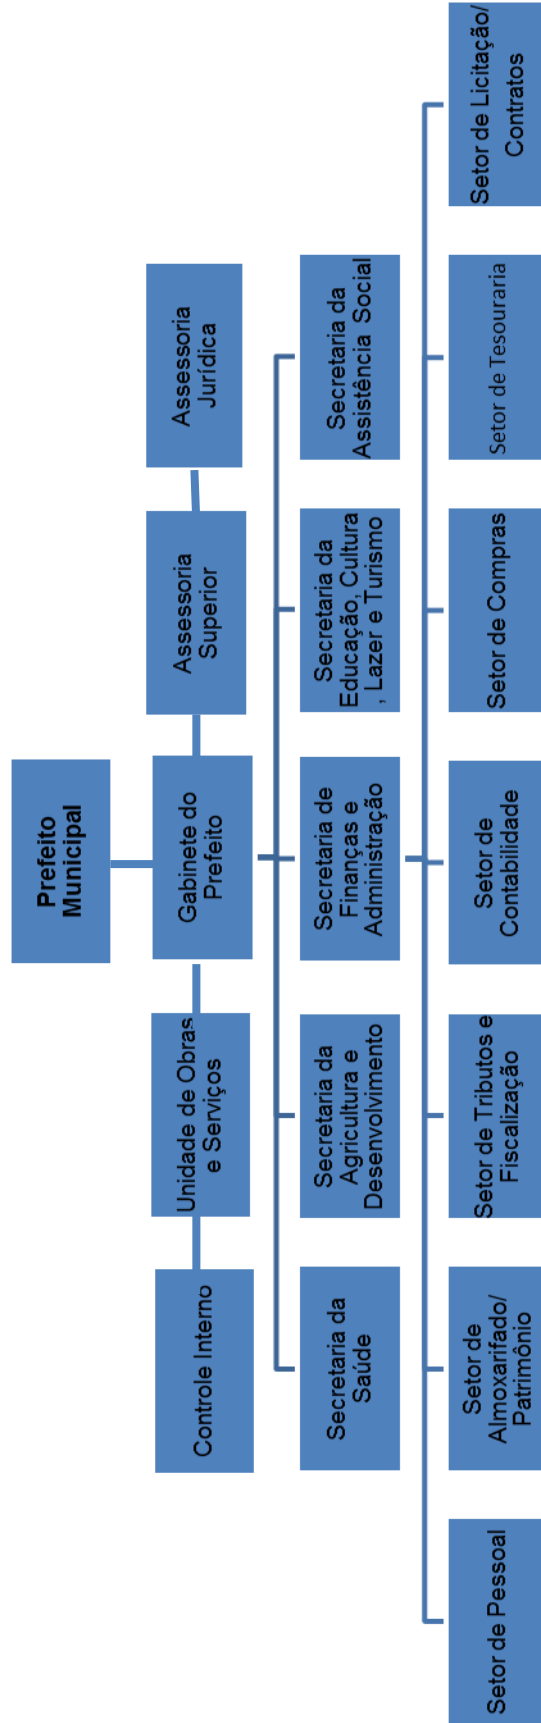 Prefeito
Municipal
Controle Interno
Unidade de Obras
e Serviços
Gabinete do
Prefeito
Assessoria
Superior
Assessoria
Jurídica
Secretaria da
Saúde
Secretaria da
Agricultura e
Desenvolvimento
Secretaria de
Finanças e
Administração
Secretaria da
Educação, Cultura
, Lazer e Turismo
Secretaria da
Assistência Social
Setor de Pessoal
Setor de
Almoxarifado/
Patrimônio
Setor de Tributos e
Fiscalização
Setor de
Contabilidade
Setor de Compras
Setor de Tesouraria
Setor de Licitação/
Contratos